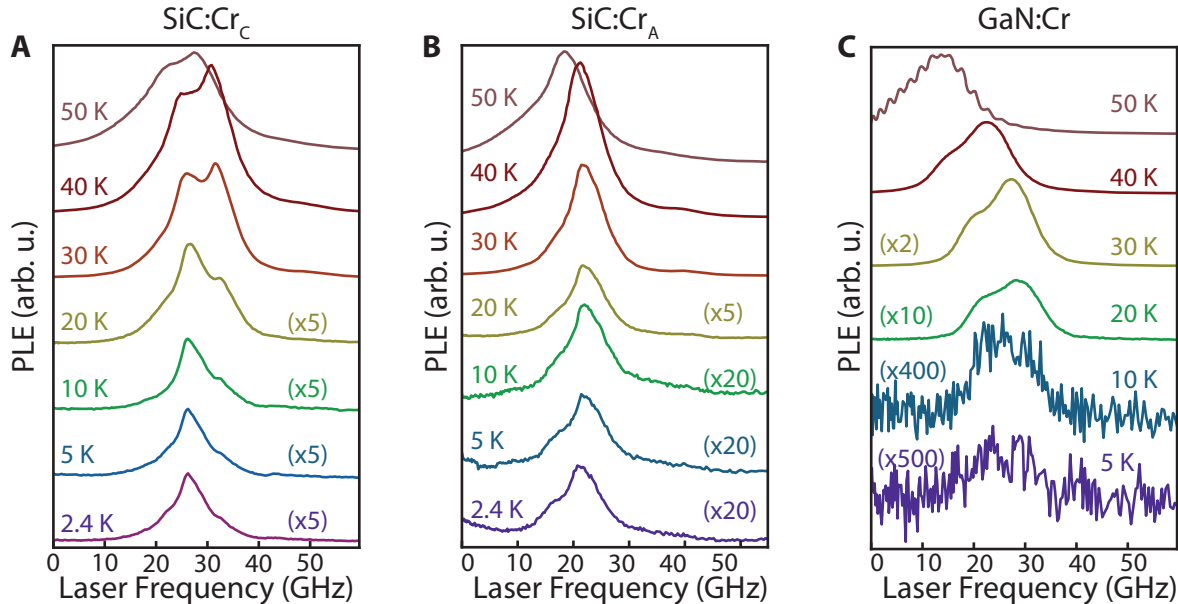 SiC:Cr_C
A
50 K
40 K
30 K
20 K (x5)
10 K (x5)
5 K (x5)
2.4 K (x5)
PLE (arb. u.)
0 10 20 30 40 50
Laser Frequency (GHz)
SiC:Cr_A
B
50 K
40 K
30 K
20 K (x5)
10 K (x20)
5 K (x20)
2.4 K (x20)
PLE (arb. u.)
0 10 20 30 40 50
Laser Frequency (GHz)
GaN:Cr
C
50 K
40 K
(x2) 30 K
(x10) 20 K
(x400) 10 K
(x500) 5 K
PLE (arb. u.)
0 10 20 30 40 50
Laser Frequency (GHz)